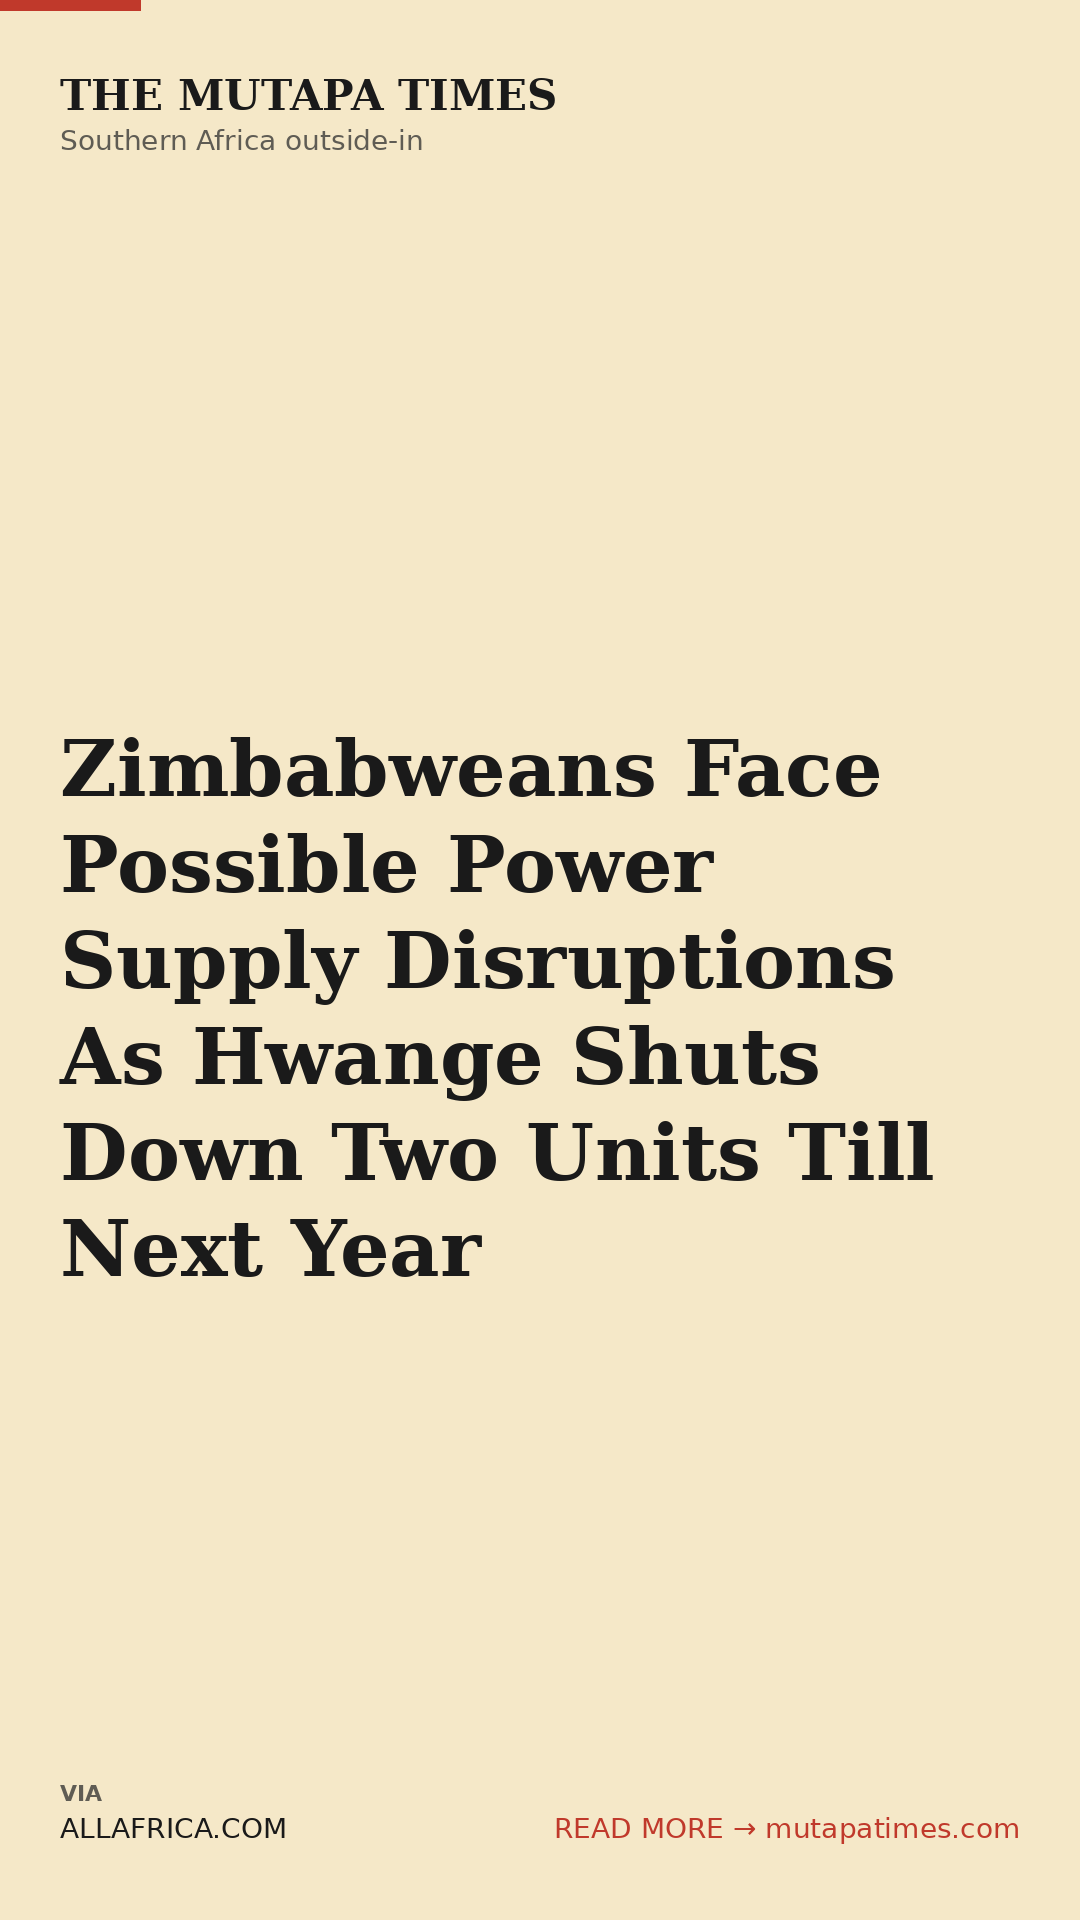 THE MUTAPA TIMES
Southern Africa outside-in
Zimbabweans Face
Possible Power
Supply Disruptions
As Hwange Shuts
Down Two Units Till
Next Year
VIA
ALLAFRICA.COM
READ MORE → mutapatimes.com